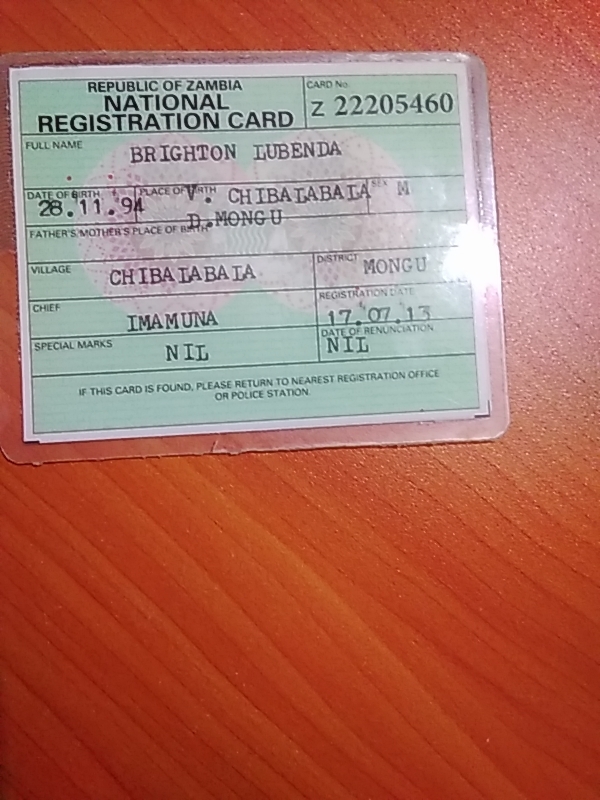 REPUBLIC OF ZAMBIA
NATIONAL
REGISTRATION CARD
CARD No.
Z 22205460
FULL NAME
BRIGHTON LUBENDA
DATE OF BIRTH
28.11.94
PLACE OF BIRTH
V. CHIBALABALA
D.MONGU
SEX
M
FATHER'S/MOTHER'S PLACE OF BIRTH
VILLAGE
CHIBALABALA
DISTRICT
MONGU
CHIEF
IMAMUNA
REGISTRATION DATE
17.07.13
SPECIAL MARKS
NIL
DATE OF RENUNCIATION
NIL
IF THIS CARD IS FOUND, PLEASE RETURN TO NEAREST REGISTRATION OFFICE
OR POLICE STATION.